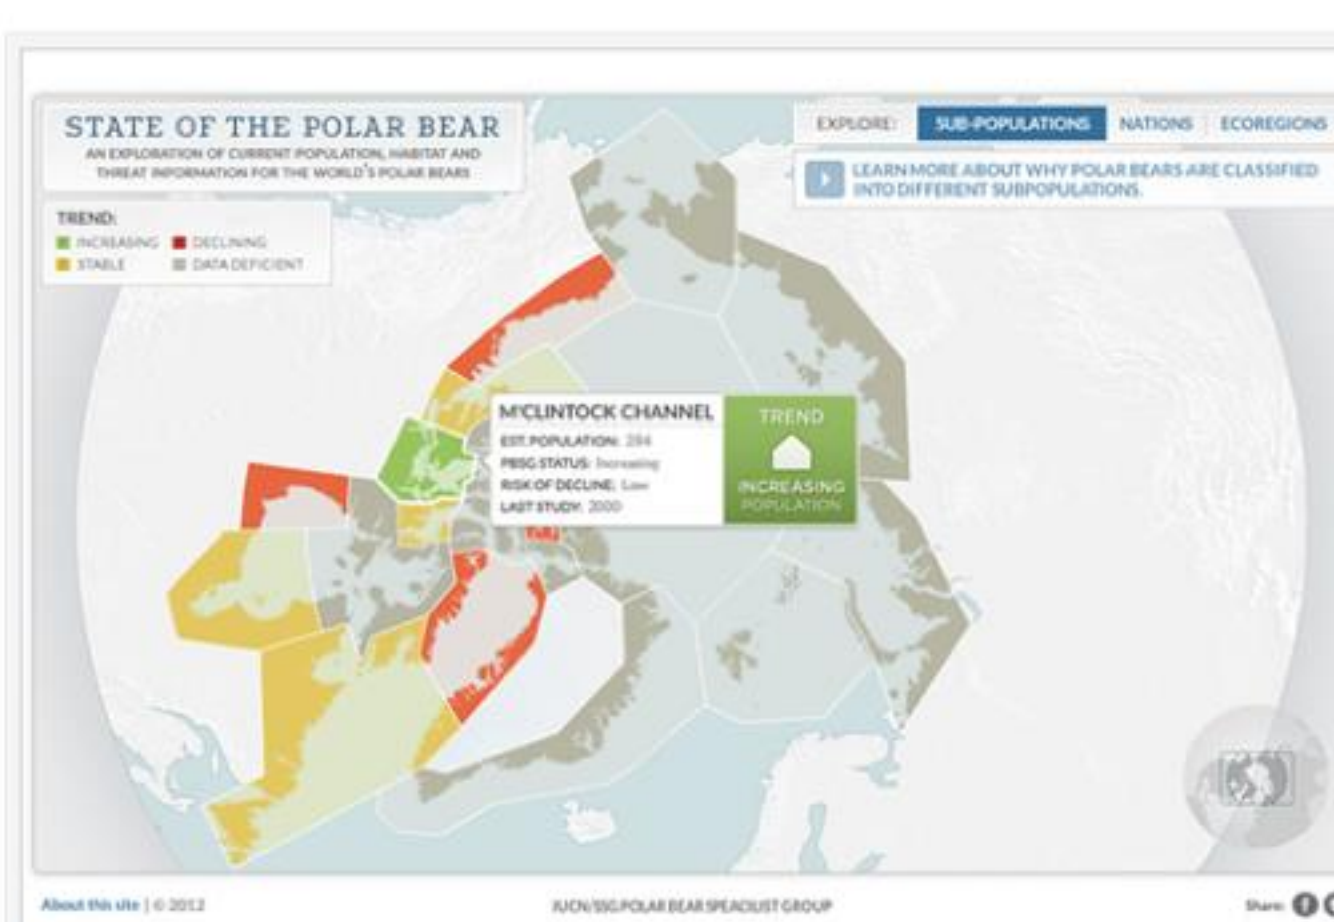 STATE OF THE POLAR BEAR
AN EXPLORATION OF CURRENT POPULATION, HABITAT AND
THREAT INFORMATION FOR THE WORLD'S POLAR BEARS
TREND:
INCREASING DECLINING
STABLE DATA DEFICIENT
EXPLORE: SUB-POPULATIONS NATIONS ECOREGIONS
LEARN MORE ABOUT WHY POLAR BEARS ARE CLASSIFIED
INTO DIFFERENT SUBPOPULATIONS.
M'CLINTOCK CHANNEL
EST. POPULATION: 284
PBSG STATUS: Increasing
RISK OF DECLINE: Low
LAST STUDY: 2000
TREND
INCREASING
POPULATION
About this site | © 2012
IUCN/SSG POLAR BEAR SPEACILIST GROUP
Share: